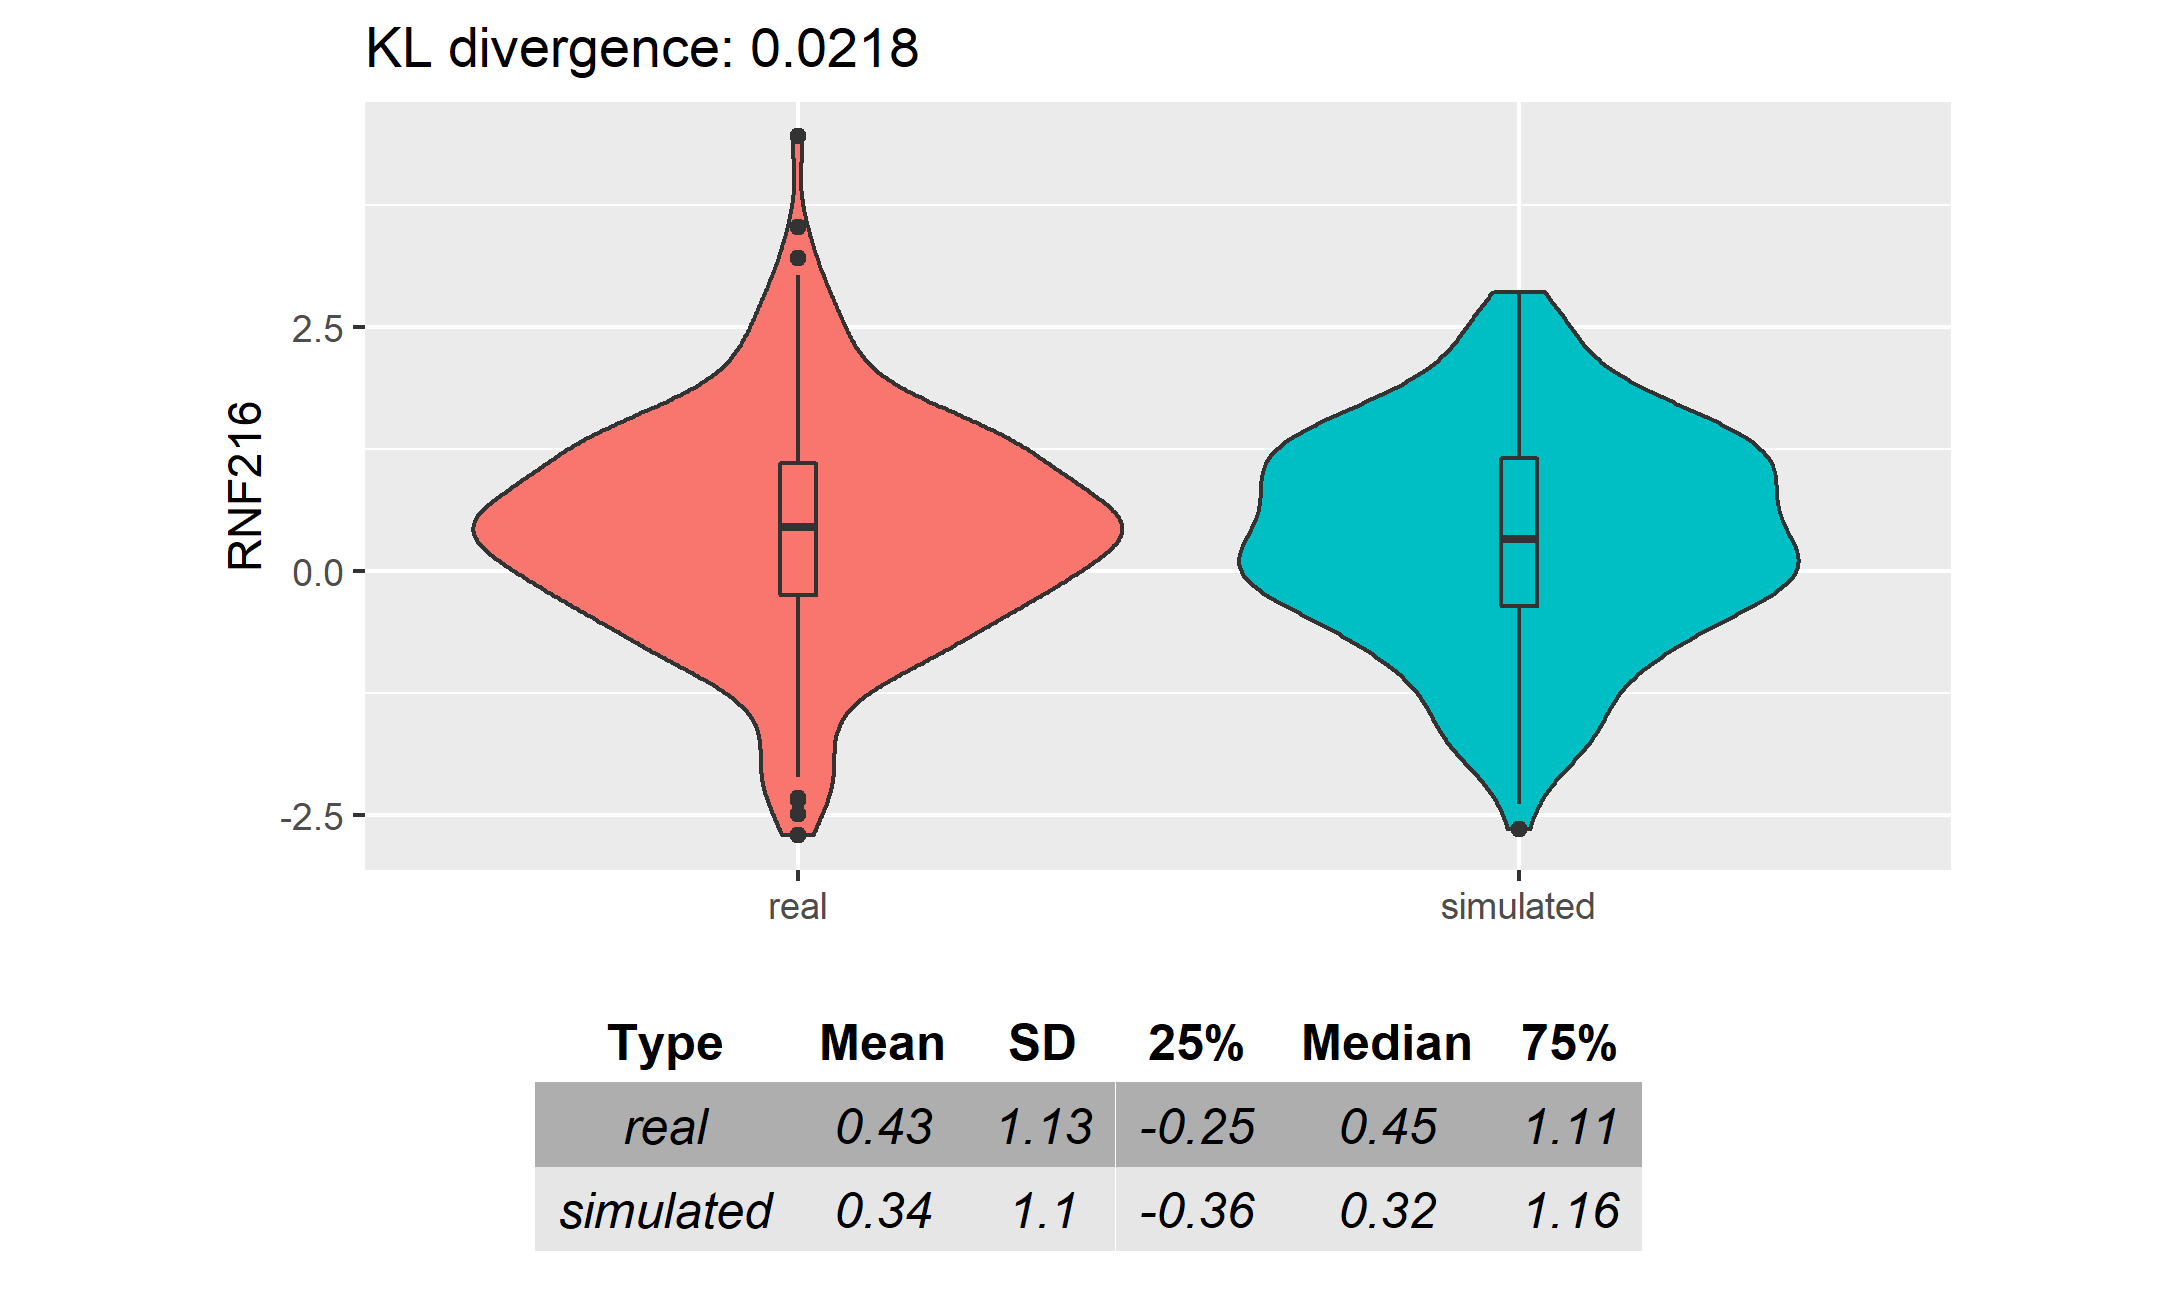 KL divergence: 0.0218
RNF216
2.5
0.0
-2.5
real simulated
Type Mean SD 25% Median 75%
real 0.43 1.13 -0.25 0.45 1.11
simulated 0.34 1.1 -0.36 0.32 1.16